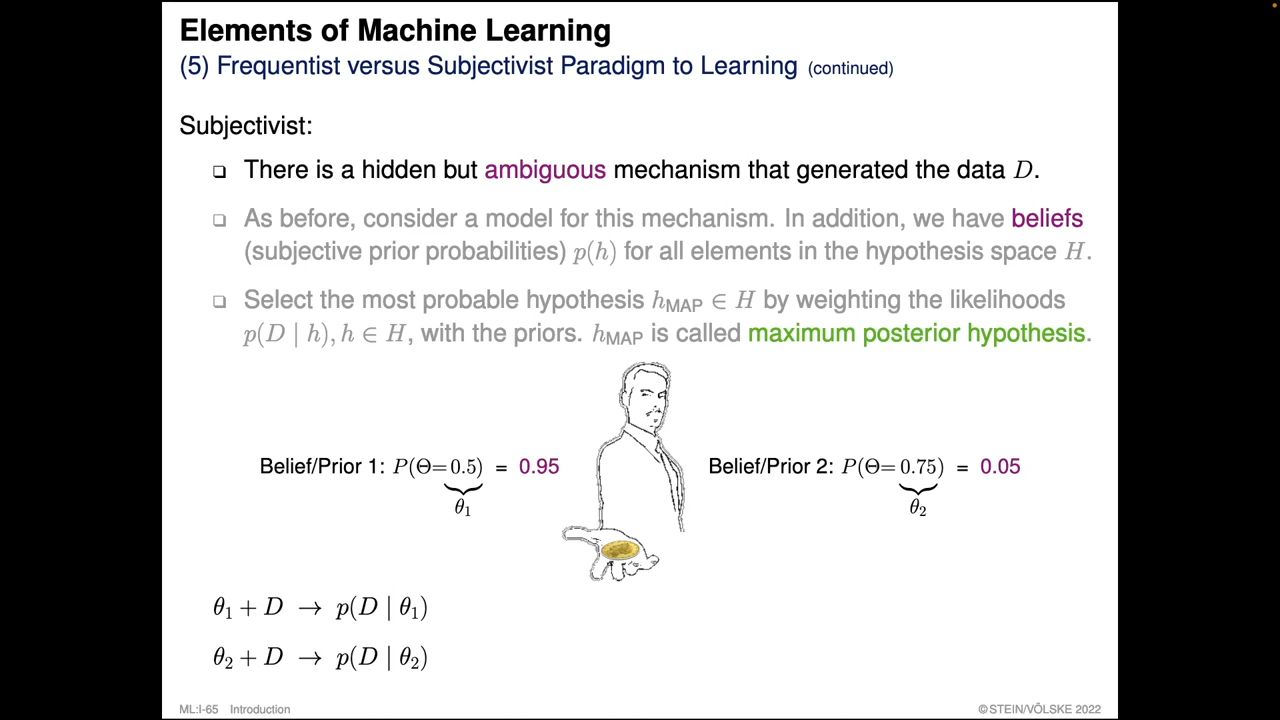 Elements of Machine Learning
(5) Frequentist versus Subjectivist Paradigm to Learning (continued)
Subjectivist:
❑ There is a hidden but ambiguous mechanism that generated the data D.
❑ As before, consider a model for this mechanism. In addition, we have beliefs
(subjective prior probabilities) p(h) for all elements in the hypothesis space H.
❑ Select the most probable hypothesis h_MAP ∈ H by weighting the likelihoods
p(D | h), h ∈ H, with the priors. h_MAP is called maximum posterior hypothesis.
Belief/Prior 1: P(Θ=0.5) = 0.95
θ₁
Belief/Prior 2: P(Θ=0.75) = 0.05
θ₂
θ₁ + D → p(D | θ₁)
θ₂ + D → p(D | θ₂)
ML:I-65 Introduction
© STEIN/VÖLSKE 2022